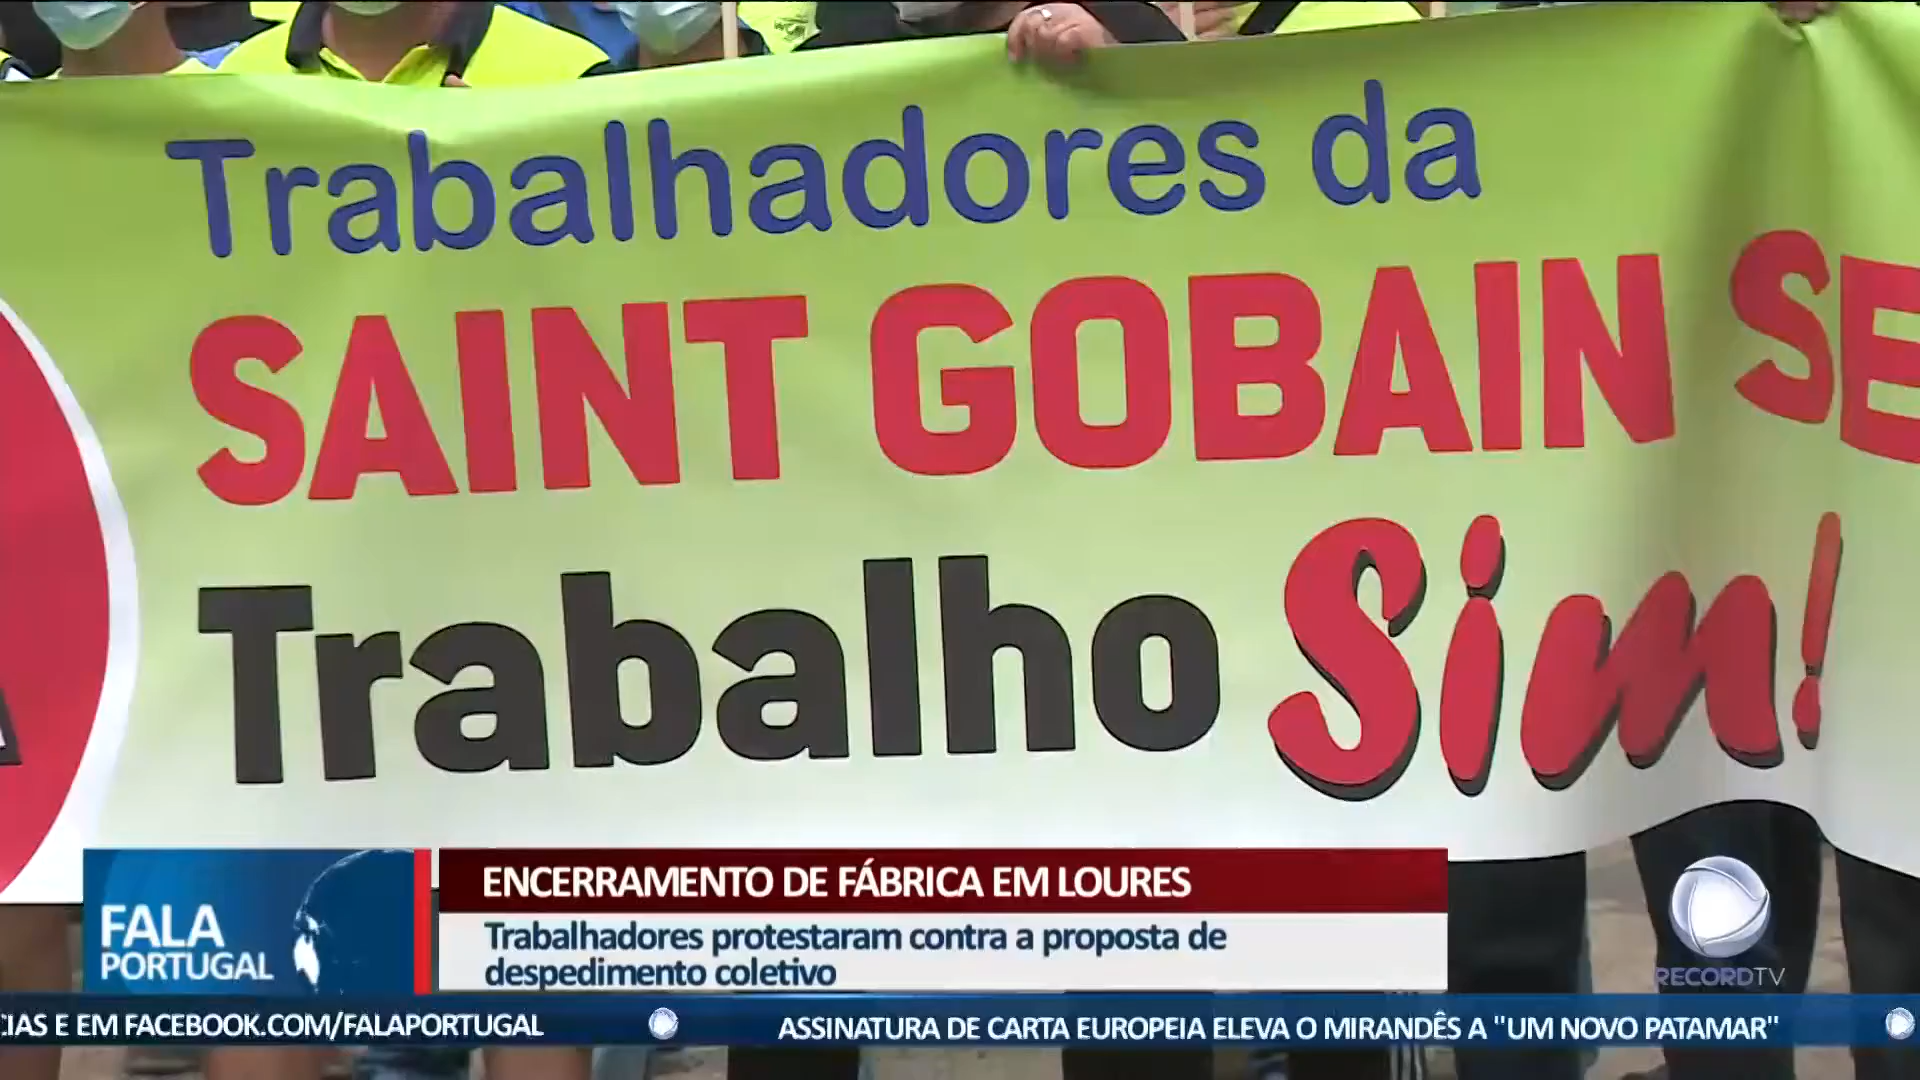 Trabalhadores da
SAINT GOBAIN SE
Trabalho Sim!
FALA
PORTUGAL
ENCERRAMENTO DE FÁBRICA EM LOURES
Trabalhadores protestaram contra a proposta de
despedimento coletivo
RECORDTV
CIAS E EM FACEBOOK.COM/FALAPORTUGAL
ASSINATURA DE CARTA EUROPEIA ELEVA O MIRANDÊS A "UM NOVO PATAMAR"